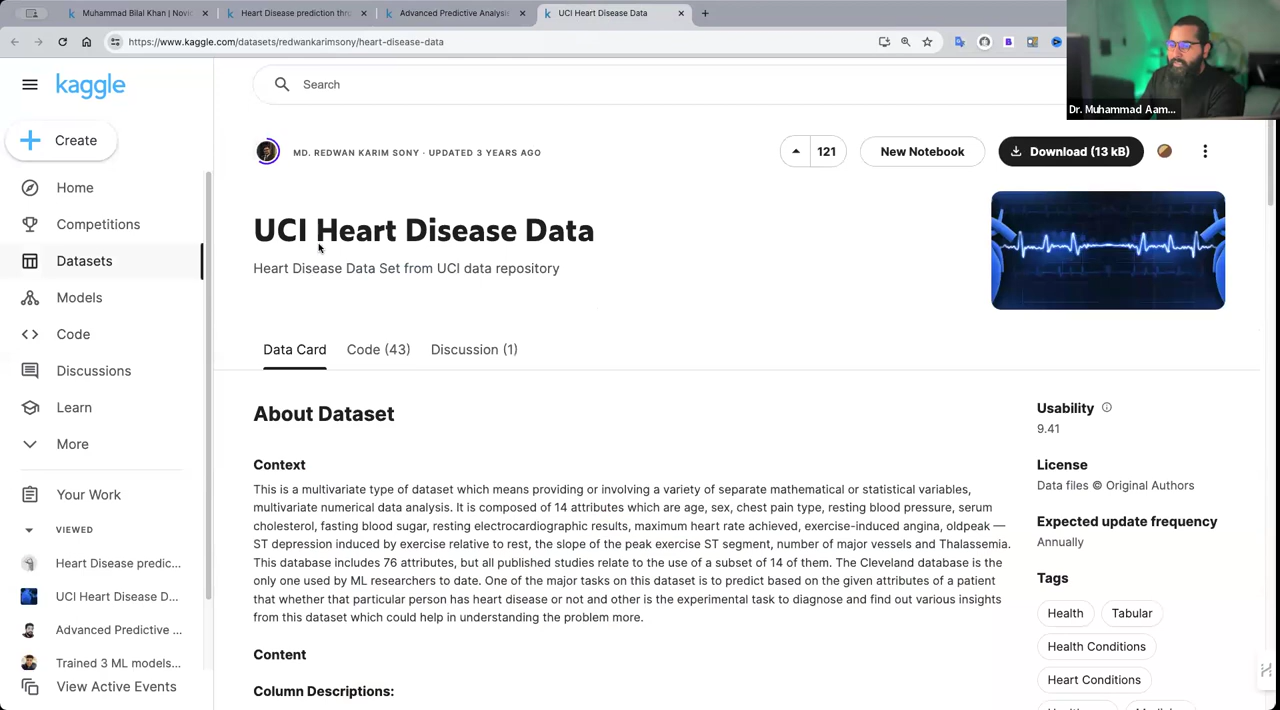 Muhammad Bilal Khan | Novic
Heart Disease prediction thro
Advanced Predictive Analysis
UCI Heart Disease Data
https://www.kaggle.com/datasets/redwankarimsony/heart-disease-data
Dr. Muhammad Aam...
kaggle
Search
Create
Home
Competitions
Datasets
Models
Code
Discussions
Learn
More
Your Work
VIEWED
Heart Disease predic...
UCI Heart Disease D...
Advanced Predictive ...
Trained 3 ML models...
View Active Events
MD. REDWAN KARIM SONY · UPDATED 3 YEARS AGO
121
New Notebook
Download (13 kB)
UCI Heart Disease Data
Heart Disease Data Set from UCI data repository
Data Card Code (43) Discussion (1)
About Dataset
Context
This is a multivariate type of dataset which means providing or involving a variety of separate mathematical or statistical variables,
multivariate numerical data analysis. It is composed of 14 attributes which are age, sex, chest pain type, resting blood pressure, serum
cholesterol, fasting blood sugar, resting electrocardiographic results, maximum heart rate achieved, exercise-induced angina, oldpeak —
ST depression induced by exercise relative to rest, the slope of the peak exercise ST segment, number of major vessels and Thalassemia.
This database includes 76 attributes, but all published studies relate to the use of a subset of 14 of them. The Cleveland database is the
only one used by ML researchers to date. One of the major tasks on this dataset is to predict based on the given attributes of a patient
that whether that particular person has heart disease or not and other is the experimental task to diagnose and find out various insights
from this dataset which could help in understanding the problem more.
Content
Column Descriptions:
Usability
9.41
License
Data files © Original Authors
Expected update frequency
Annually
Tags
Health
Tabular
Health Conditions
Heart Conditions